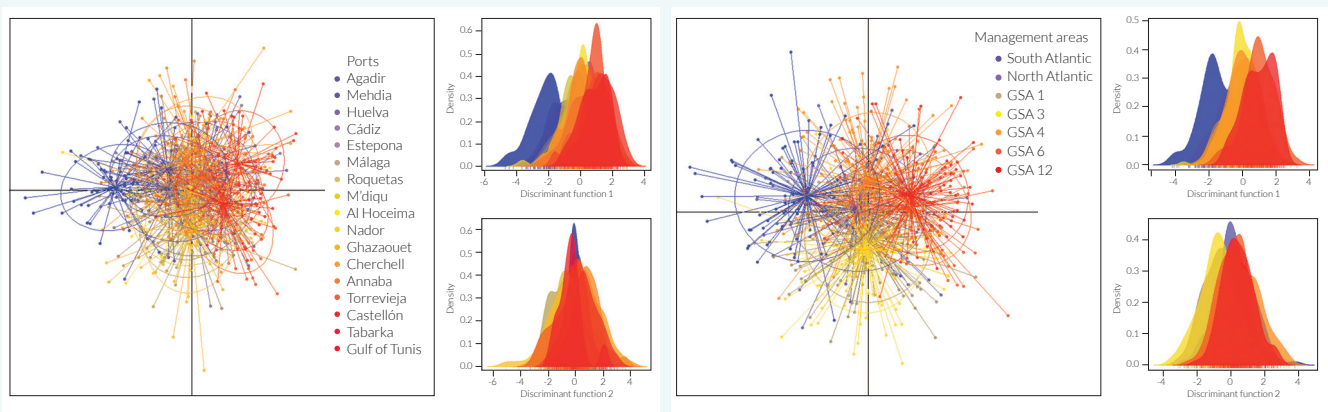 Ports
Agadir
Mehdia
Huelva
Cádiz
Estepona
Málaga
Roquetas
M'diqu
Al Hoceima
Nador
Ghazaouet
Cherchell
Annaba
Torrevieja
Castellón
Tabarka
Gulf of Tunis
Density
0.6
0.5
0.4
0.3
0.2
0.1
0.0
-6 -4 -2 0 2 4
Discriminant function 1
Density
0.6
0.5
0.4
0.3
0.2
0.1
0.0
-6 -4 -2 0 2 4
Discriminant function 2
Management areas
South Atlantic
North Atlantic
GSA 1
GSA 3
GSA 4
GSA 6
GSA 12
Density
0.5
0.4
0.3
0.2
0.1
0.0
-4 -2 0 2 4
Discriminant function 1
Density
0.4
0.3
0.2
0.1
0.0
-4 -2 0 2 4
Discriminant function 2